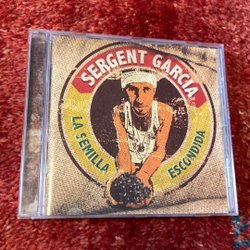 SERGENT GARCIA
LA SEMILLA
ESCONDIDA